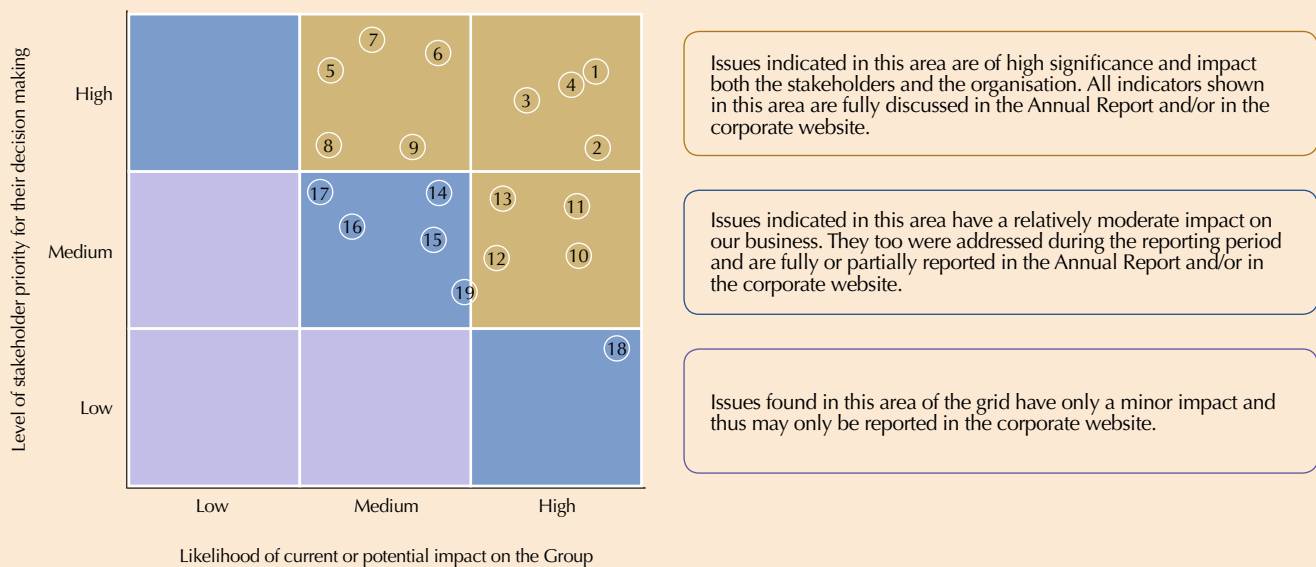 Level of stakeholder priority for their decision making
High
Medium
Low
7
6
5
1
4
3
8
9
2
17
14
13
11
16
15
12
10
19
18
Low
Medium
High
Likelihood of current or potential impact on the Group
Issues indicated in this area are of high significance and impact
both the stakeholders and the organisation. All indicators shown
in this area are fully discussed in the Annual Report and/or in the
corporate website.
Issues indicated in this area have a relatively moderate impact on
our business. They too were addressed during the reporting period
and are fully or partially reported in the Annual Report and/or in
the corporate website.
Issues found in this area of the grid have only a minor impact and
thus may only be reported in the corporate website.